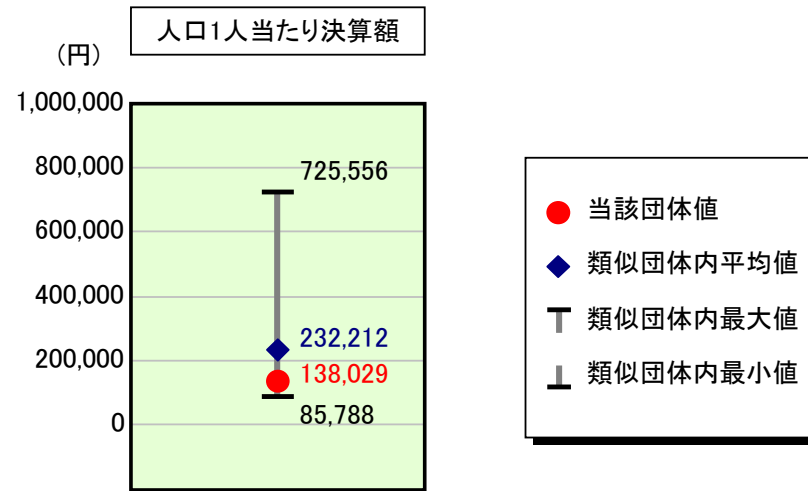 人口1人当たり決算額
（円）
1,000,000
800,000
725,556
600,000
400,000
232,212
200,000
138,029
85,788
0
当該団体値
類似団体内平均値
類似団体内最大値
類似団体内最小値